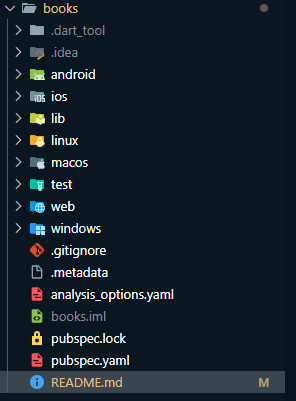 books
.dart_tool
.idea
android
ios
lib
linux
macos
test
web
windows
.gitignore
.metadata
analysis_options.yaml
books.iml
pubspec.lock
pubspec.yaml
README.md M